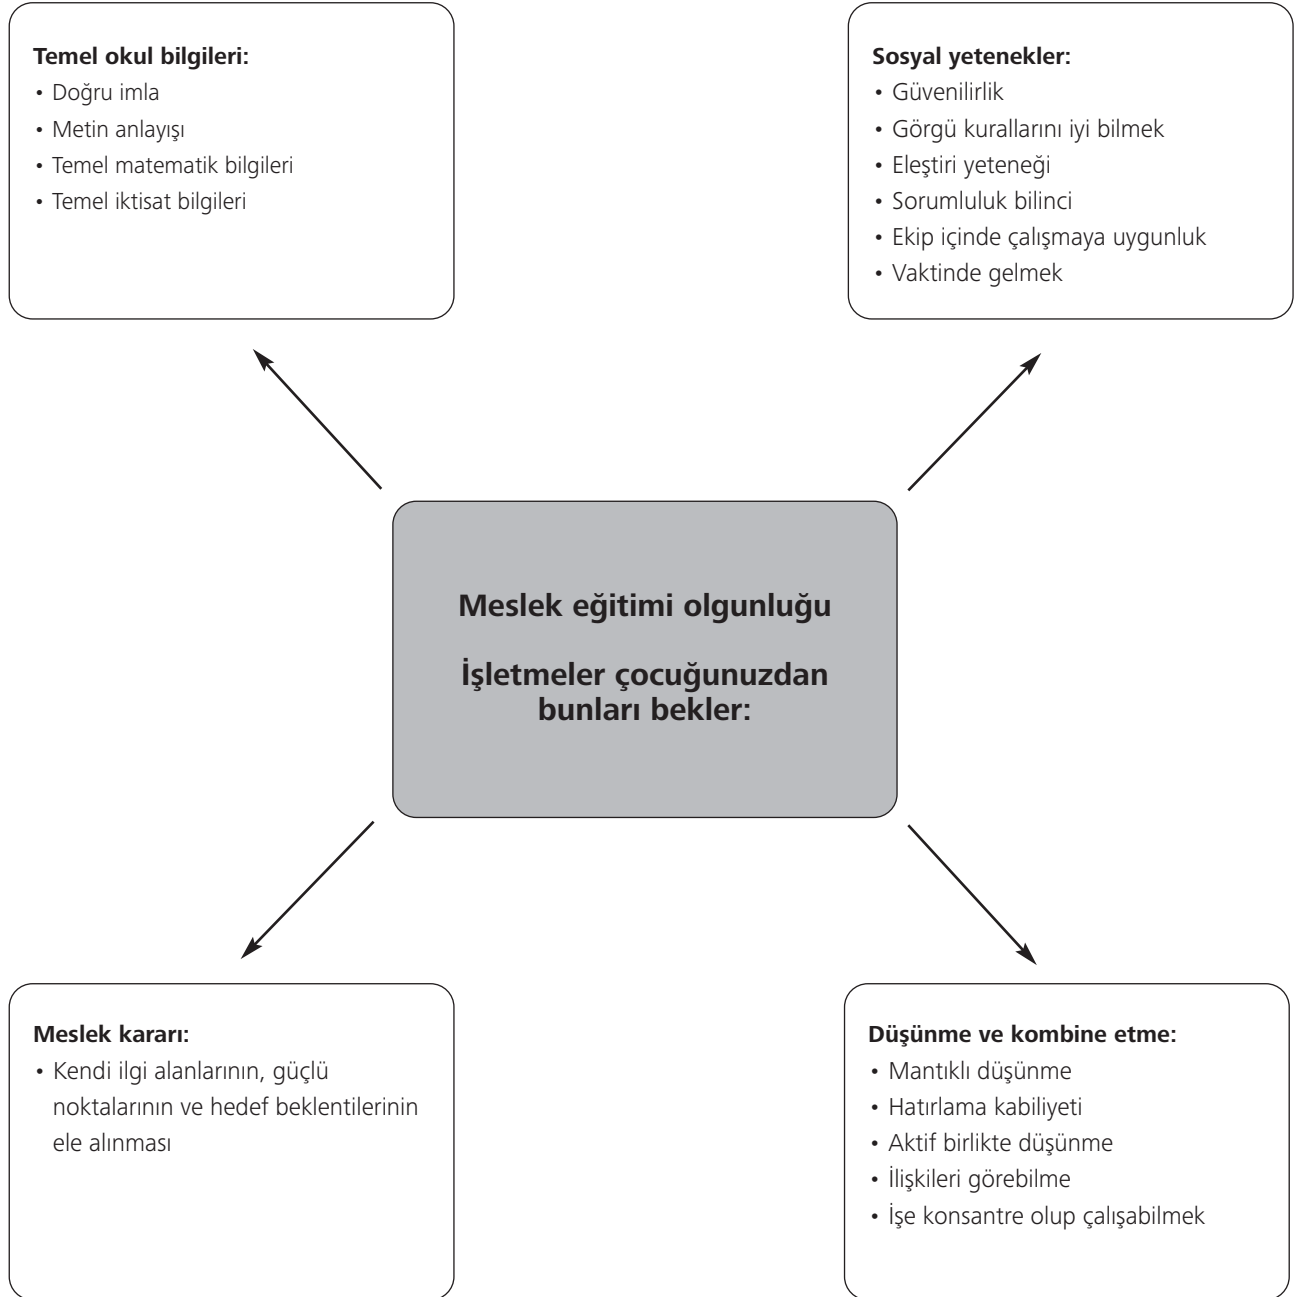 Temel okul bilgileri:
• Doğru imla
• Metin anlayışı
• Temel matematik bilgileri
• Temel iktisat bilgileri
Sosyal yetenekler:
• Güvenilirlik
• Görgü kurallarını iyi bilmek
• Eleştiri yeteneği
• Sorumluluk bilinci
• Ekip içinde çalışmaya uygunluk
• Vaktinde gelmek
Meslek eğitimi olgunluğu
İşletmeler çocuğunuzdan
bunları bekler:
Meslek kararı:
• Kendi ilgi alanlarının, güçlü
noktalarının ve hedef beklentilerinin
ele alınması
Düşünme ve kombine etme:
• Mantıklı düşünme
• Hatırlama kabiliyeti
• Aktif birlikte düşünme
• İlişkileri görebilme
• İşe konsantre olup çalışabilmek